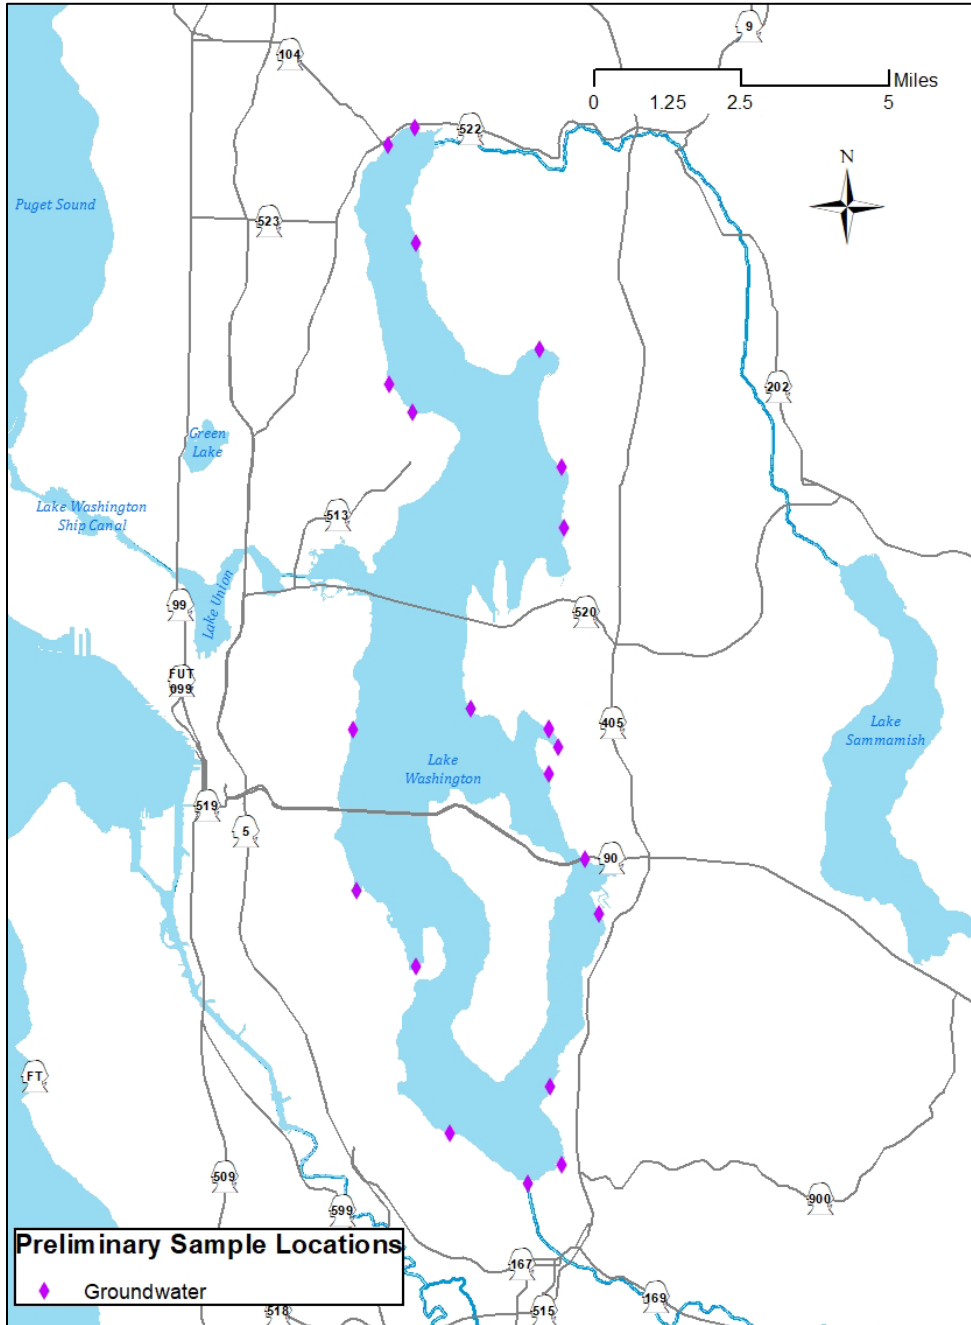 9
104
Miles
0 1.25 2.5 5
522
N
Puget Sound
523
202
Green
Lake
Lake Washington
Ship Canal
513
Lake Union
99
520
FUT
099
405
Lake
Sammamish
Lake
Washington
519
5
90
FT
509
900
599
Preliminary Sample Locations
167
Groundwater
169
518
515